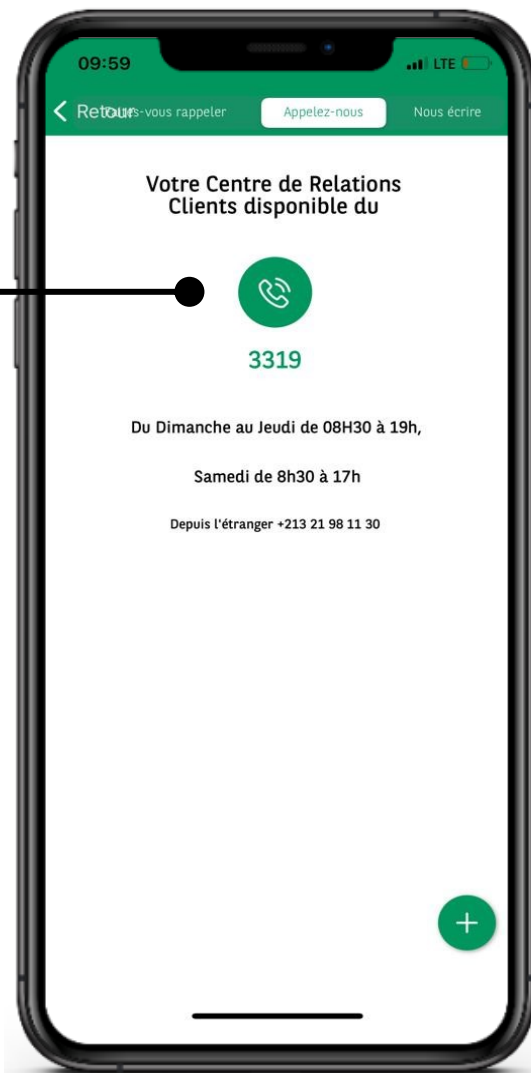 09:59
LTE
Retour
-vous rappeler
Appelez-nous
Nous écrire
Votre Centre de Relations
Clients disponible du
3319
Du Dimanche au Jeudi de 08H30 à 19h,
Samedi de 8h30 à 17h
Depuis l'étranger +213 21 98 11 30